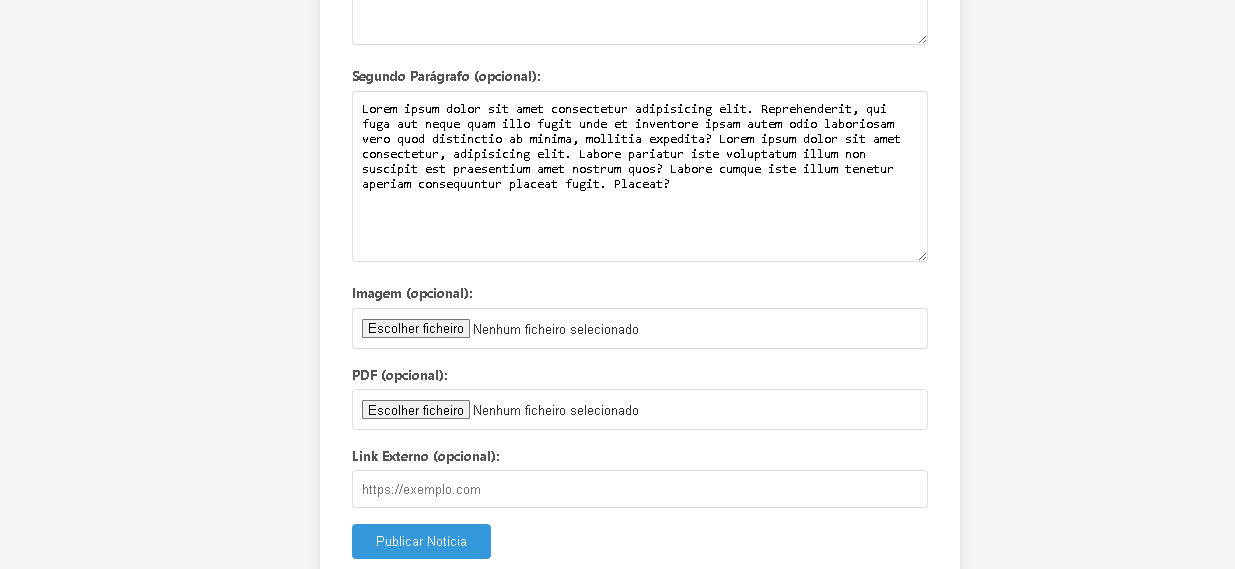 Segundo Parágrafo (opcional):
Lorem ipsum dolor sit amet consectetur adipisicing elit. Reprehenderit, qui
fuga aut neque quam illo fugit unde et inventore ipsam autem odio laboriosam
vero quod distinctio ab minima, mollitia expedita? Lorem ipsum dolor sit amet
consectetur, adipisicing elit. Labore pariatur iste voluptatum illum non
suscipit est praesentium amet nostrum quos? Labore cumque iste illum tenetur
aperiam consequuntur placeat fugit. Placeat?
Imagem (opcional):
Escolher ficheiro Nenhum ficheiro selecionado
PDF (opcional):
Escolher ficheiro Nenhum ficheiro selecionado
Link Externo (opcional):
https://exemplo.com
Publicar Notícia